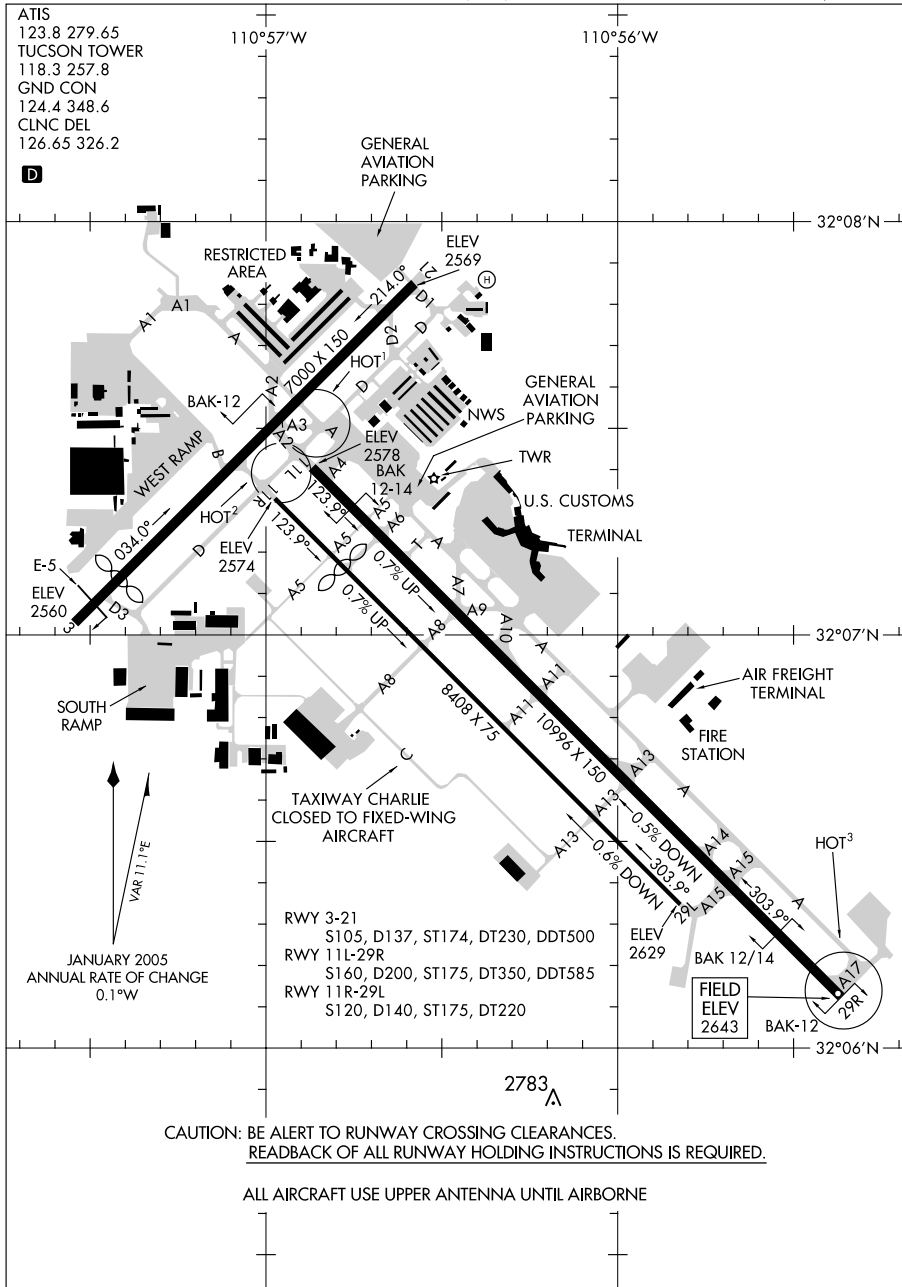 ATIS
123.8 279.65
TUCSON TOWER
118.3 257.8
GND CON
124.4 348.6
CLNC DEL
126.65 326.2
D
110°57'W
110°56'W
GENERAL
AVIATION
PARKING
32°08'N
RESTRICTED
AREA
ELEV
2569
21
H
214.0°
D1
D
D2
A1
A1
A
7000 X 150
HOT¹
D
A2
BAK-12
GENERAL
AVIATION
PARKING
NWS
A3
A
A2
ELEV
2578
BAK
12-14
TWR
WEST RAMP
B
11L
A4
123.9°
U.S. CUSTOMS
TERMINAL
HOT²
11R
A5
A6
A
034.0°
D
ELEV
2574
123.9°
A5
T
0.7% UP
E-5
ELEV
2560
3
D3
A5
0.7% UP
A7
A9
A8
A10
A
32°07'N
SOUTH
RAMP
A8
8408 X 75
A11
A11
10996 X 150
AIR FREIGHT
TERMINAL
FIRE
STATION
C
TAXIWAY CHARLIE
CLOSED TO FIXED-WING
AIRCRAFT
A13
A13
A13
A
0.5% DOWN
0.6% DOWN
303.9°
A14
A15
HOT³
303.9°
A
29L
A15
ELEV
2629
BAK 12/14
VAR 11.1°E
JANUARY 2005
ANNUAL RATE OF CHANGE
0.1°W
RWY 3-21
S105, D137, ST174, DT230, DDT500
RWY 11L-29R
S160, D200, ST175, DT350, DDT585
RWY 11R-29L
S120, D140, ST175, DT220
FIELD
ELEV
2643
A17
29R
BAK-12
32°06'N
2783
CAUTION: BE ALERT TO RUNWAY CROSSING CLEARANCES.
READBACK OF ALL RUNWAY HOLDING INSTRUCTIONS IS REQUIRED.
ALL AIRCRAFT USE UPPER ANTENNA UNTIL AIRBORNE